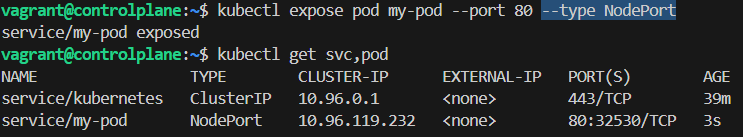 vagrant@controlplane:~$ kubectl expose pod my-pod --port 80 --type NodePort
service/my-pod exposed
vagrant@controlplane:~$ kubectl get svc,pod
NAME TYPE CLUSTER-IP EXTERNAL-IP PORT(S) AGE
service/kubernetes ClusterIP 10.96.0.1 <none> 443/TCP 39m
service/my-pod NodePort 10.96.119.232 <none> 80:32530/TCP 3s